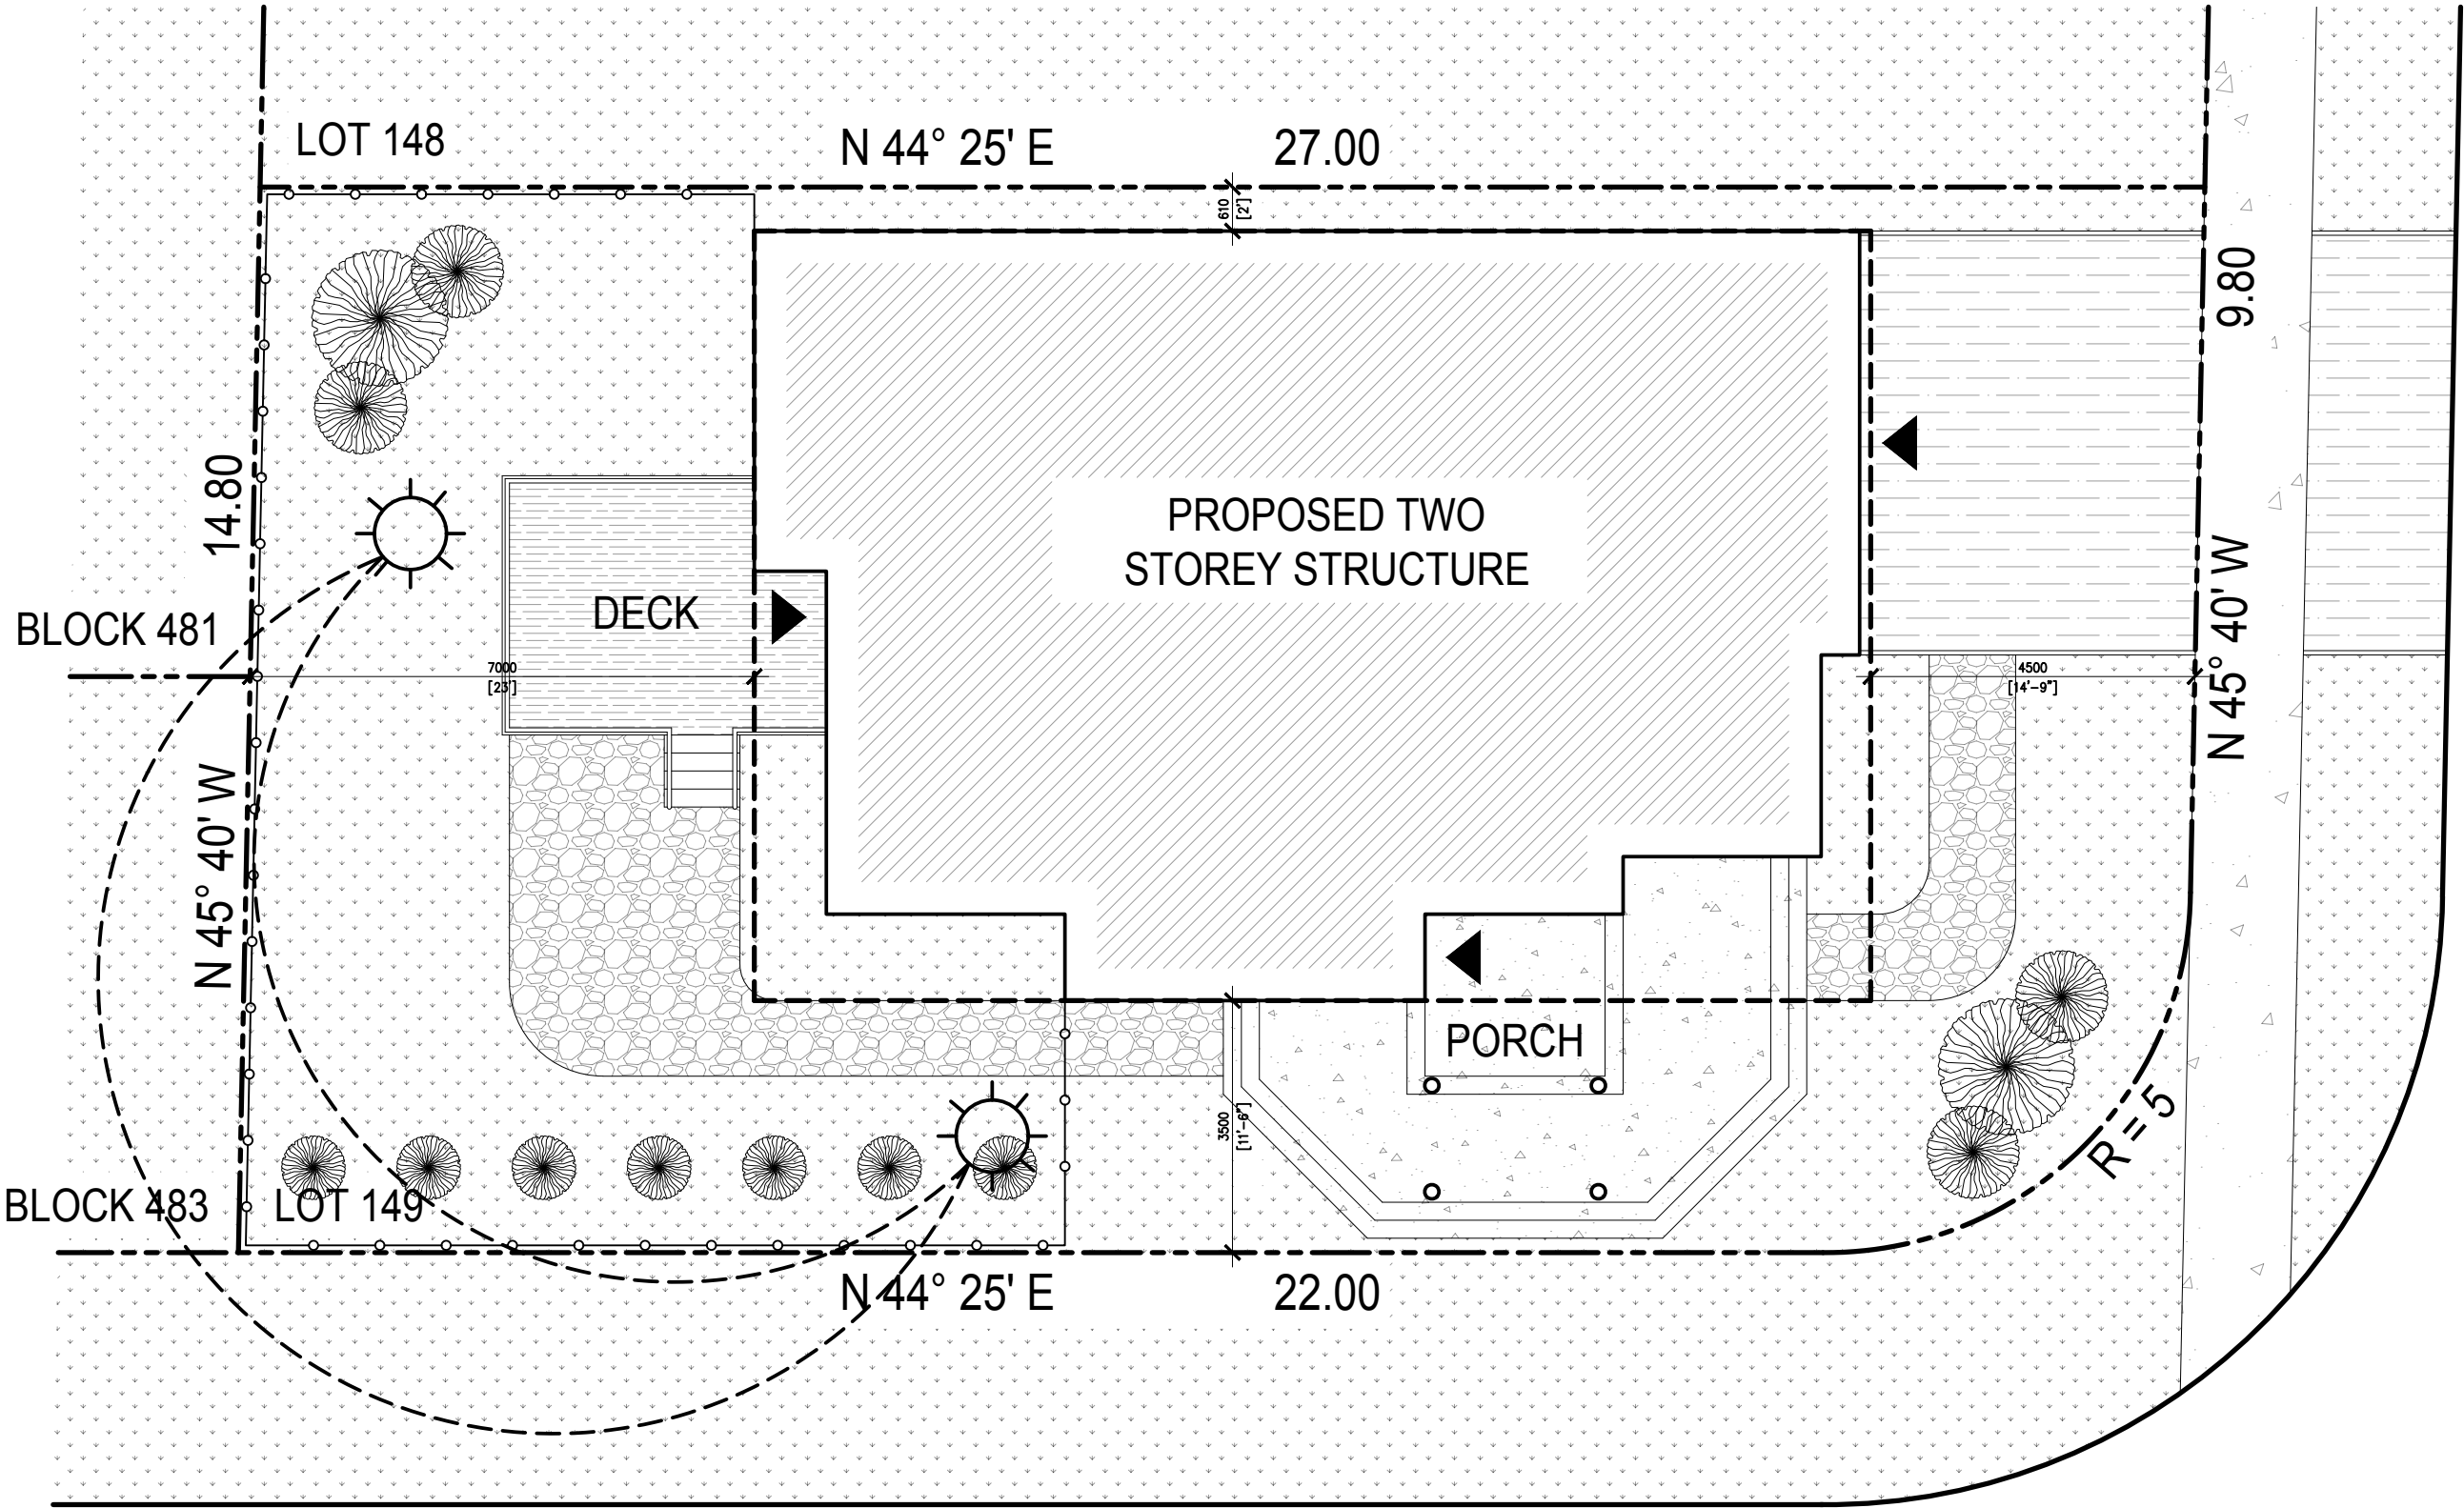 LOT 148
N 44° 25' E
27.00
610
[2']
9.80
14.80
PROPOSED TWO
STOREY STRUCTURE
DECK
BLOCK 481
7000
[23']
4500
[14'-9"]
N 45° 40' W
N 45° 40' W
PORCH
3500
[11'-6"]
R=5
BLOCK 483
LOT 149
N 44° 25' E
22.00